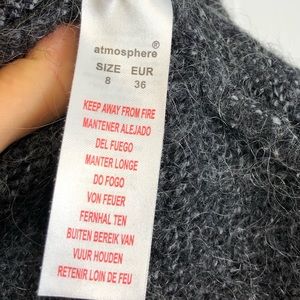 atmosphere®
SIZE EUR
8 36
KEEP AWAY FROM FIRE
MANTENER ALEJADO
DEL FUEGO
MANTER LONGE
DO FOGO
VON FEUER
FERNHAL TEN
BUITEN BEREIK VAN
VUUR HOUDEN
RETENIR LOIN DE FEU